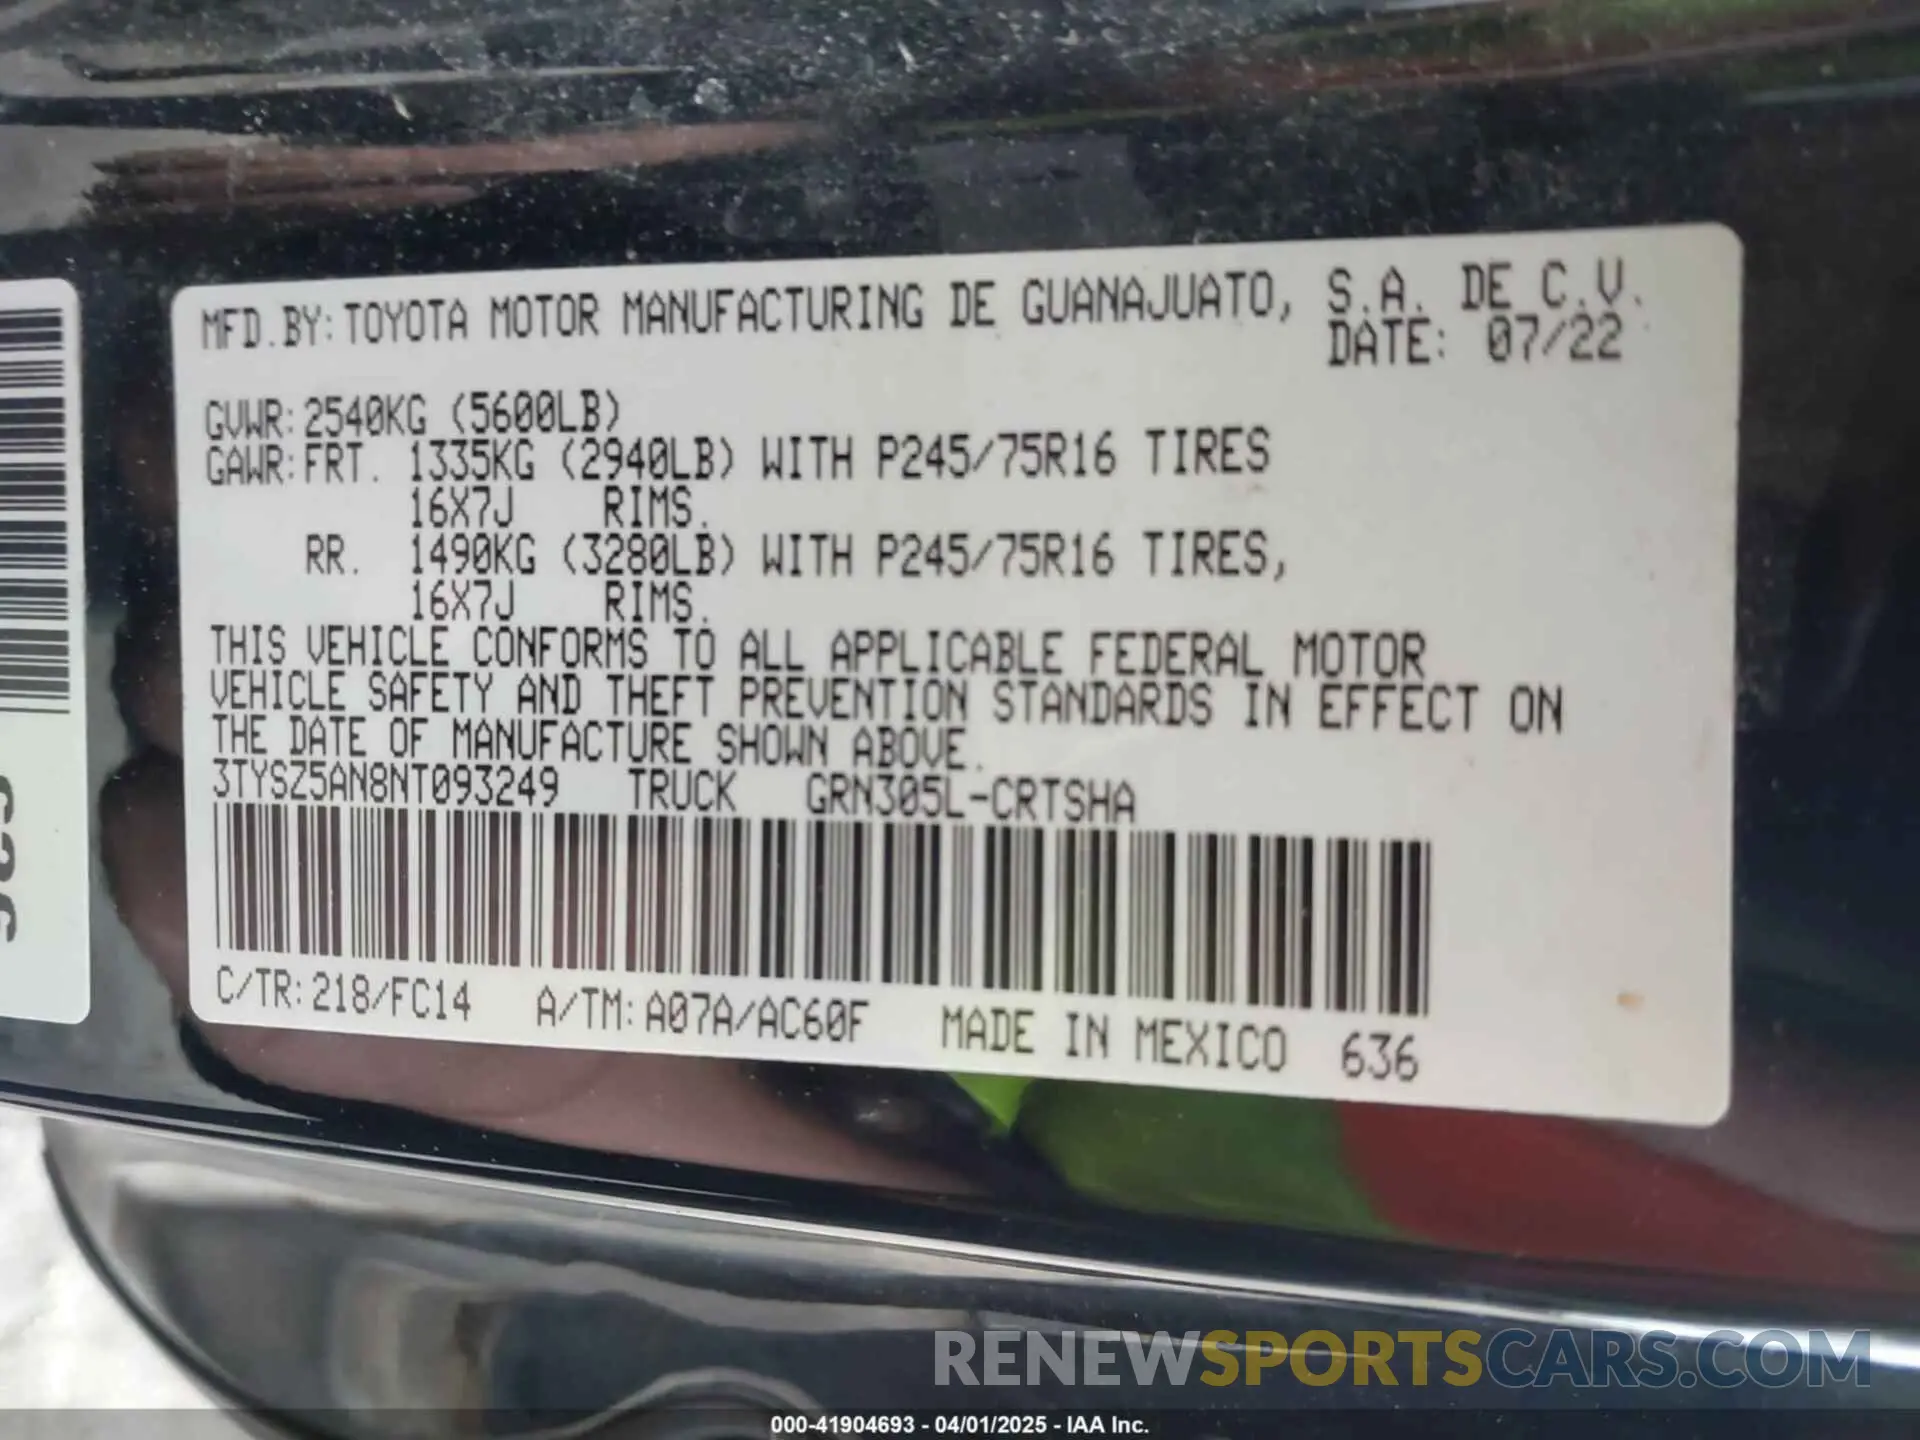 MFD.BY:TOYOTA MOTOR MANUFACTURING DE GUANAJUATO, S.A. DE C.V.
DATE: 07/22
GVWR:2540KG (5600LB)
GAWR:FRT. 1335KG (2940LB) WITH P245/75R16 TIRES
16X7J RIMS.
RR. 1490KG (3280LB) WITH P245/75R16 TIRES,
16X7J RIMS.
THIS VEHICLE CONFORMS TO ALL APPLICABLE FEDERAL MOTOR
VEHICLE SAFETY AND THEFT PREVENTION STANDARDS IN EFFECT ON
THE DATE OF MANUFACTURE SHOWN ABOVE.
3TYSZ5AN8NT093249 TRUCK GRN305L-CRTSHA
C/TR:218/FC14 A/TM:A07A/AC60F MADE IN MEXICO 636
RENEWSPORTSCARS.COM
000-41904693 - 04/01/2025 - IAA Inc.